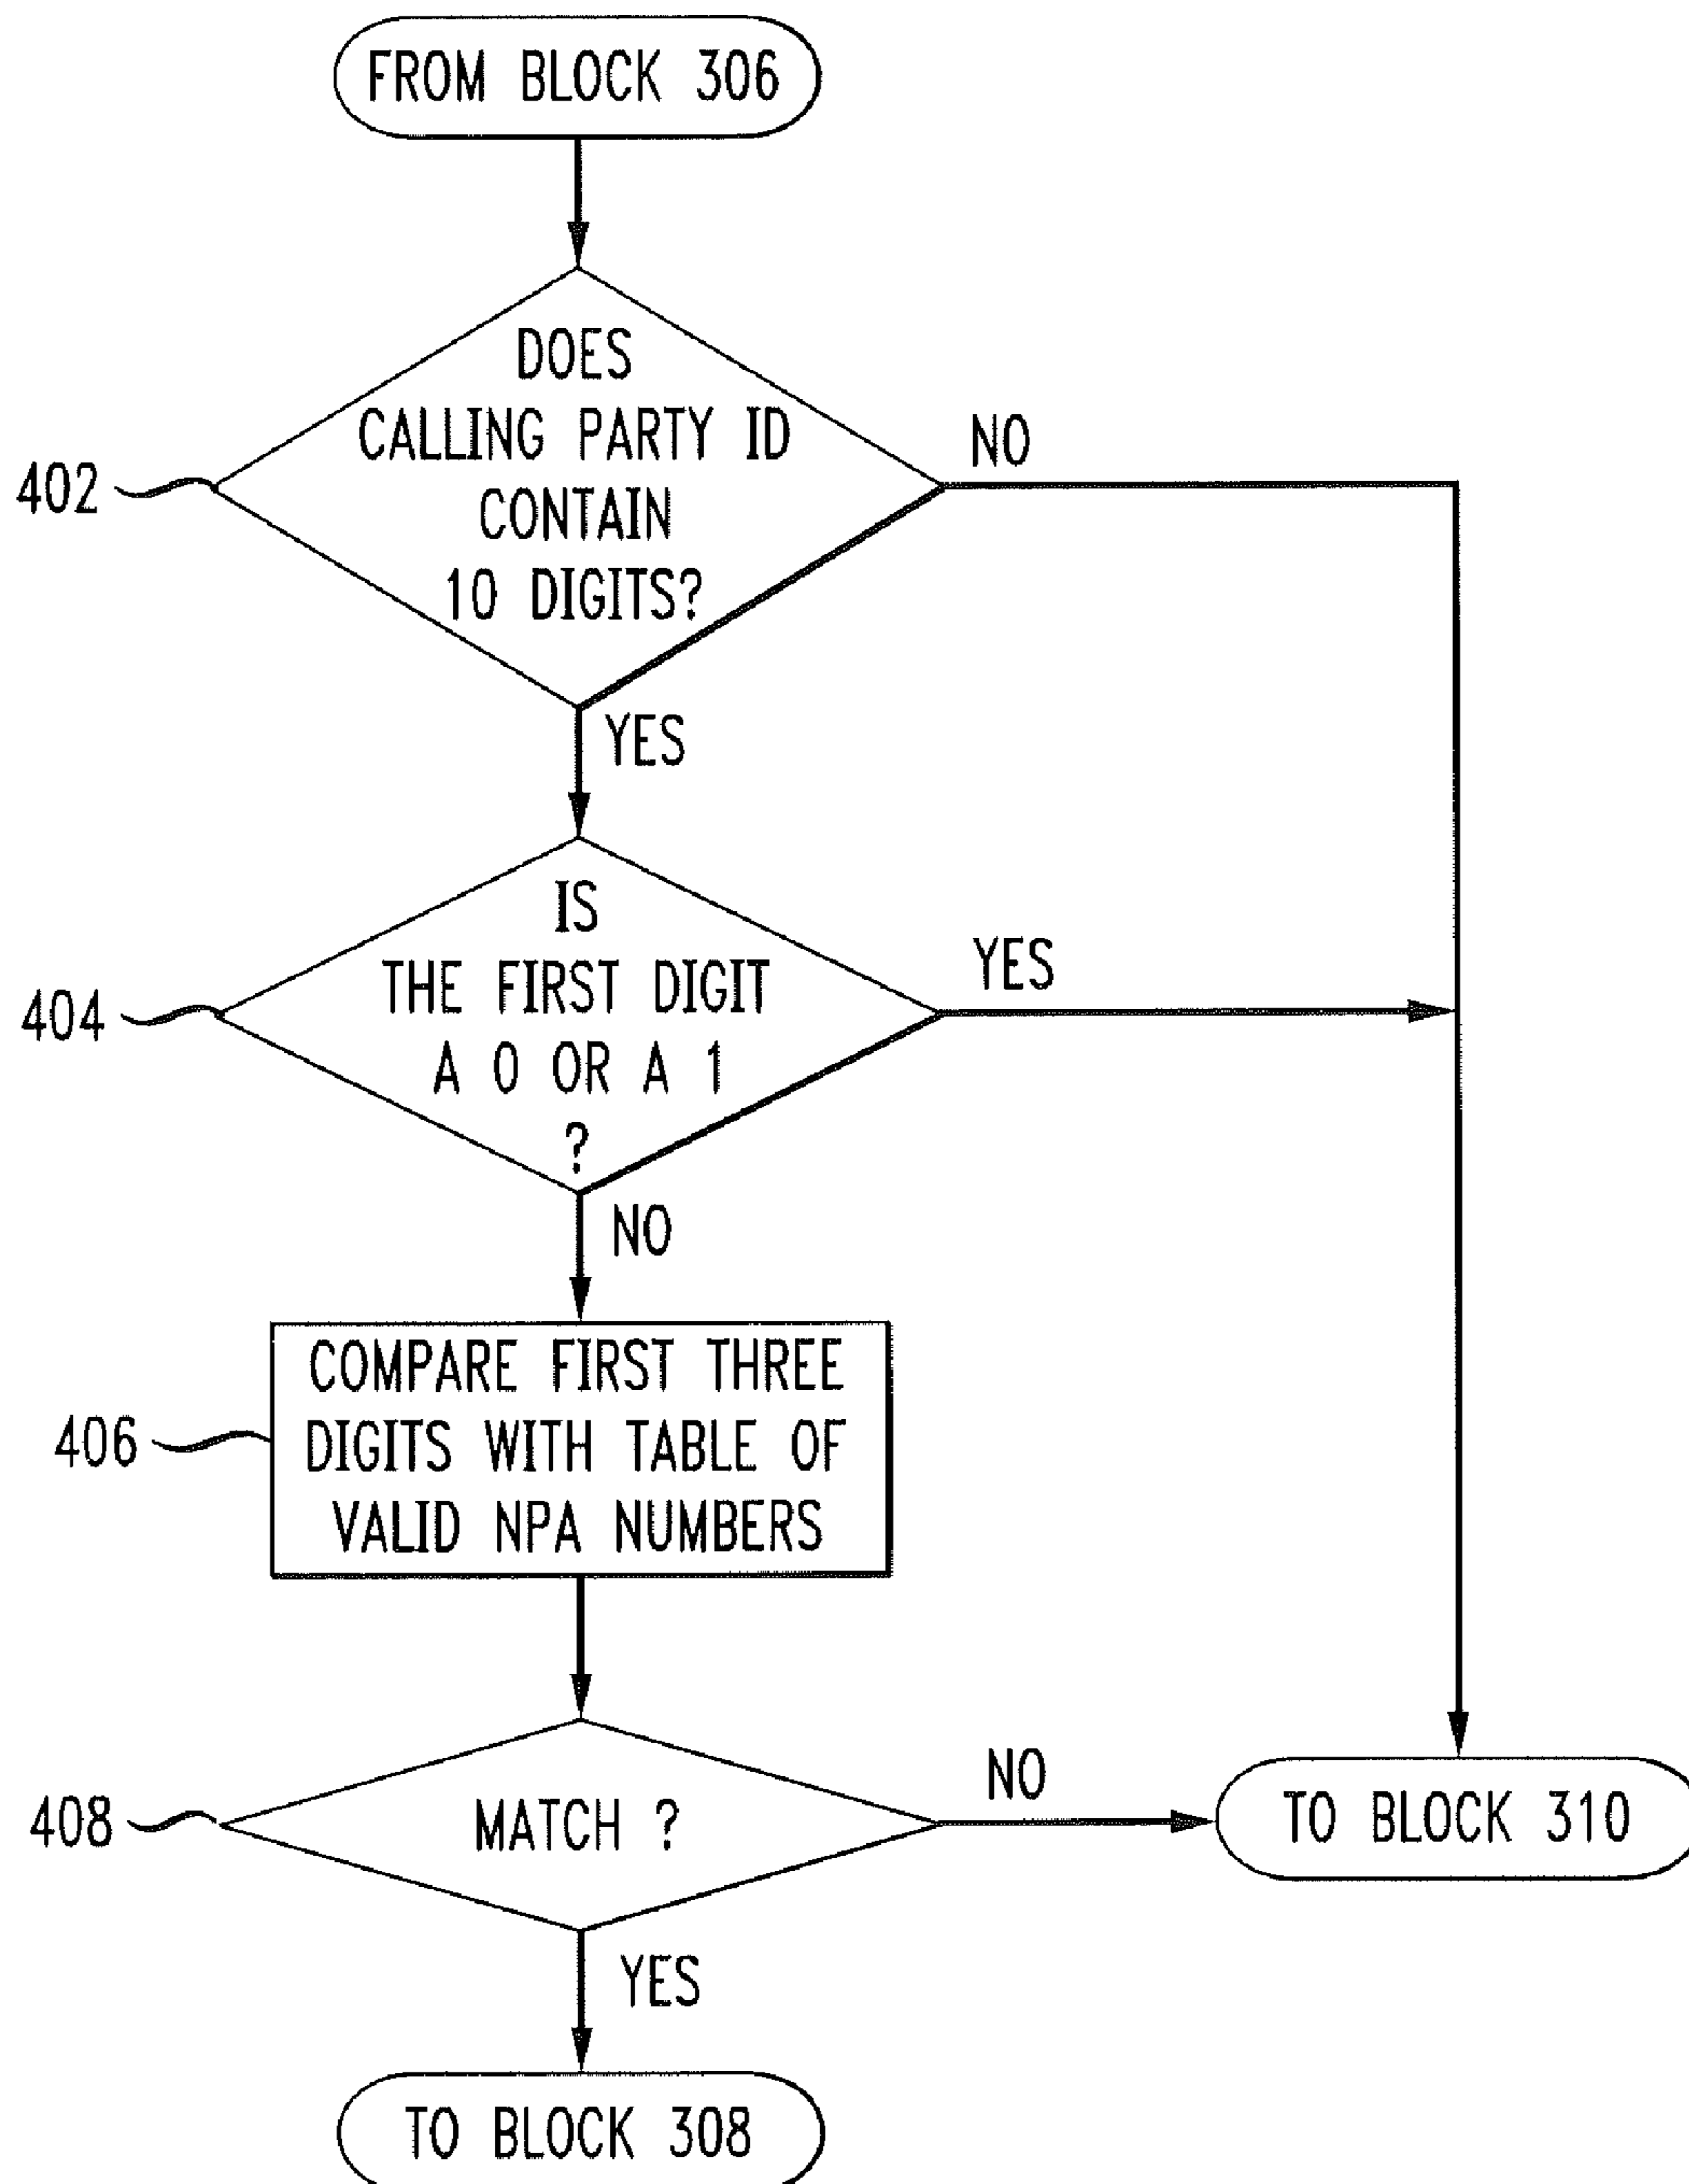 FROM BLOCK 306
DOES
CALLING PARTY ID
CONTAIN
10 DIGITS?
402
NO
YES
IS
THE FIRST DIGIT
A 0 OR A 1
?
404
YES
NO
COMPARE FIRST THREE
DIGITS WITH TABLE OF
VALID NPA NUMBERS
406
MATCH ?
408
NO
TO BLOCK 310
YES
TO BLOCK 308